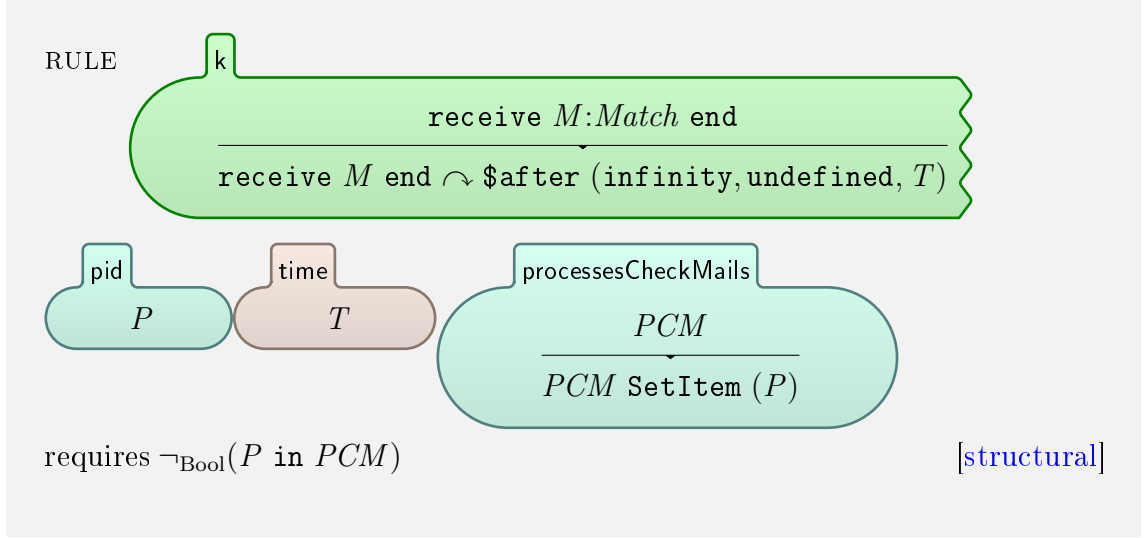 RULE
k
receive M:Match end
receive M end ↷ $after (infinity, undefined, T)
pid time processesCheckMails
P T PCM
PCM SetItem (P)
requires ¬Bool(P in PCM) [structural]